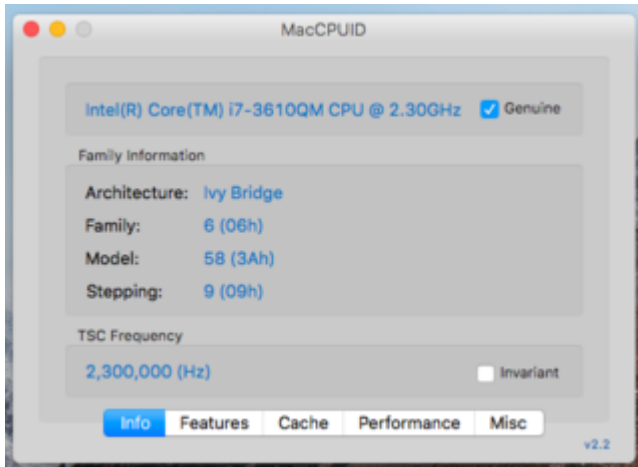 MacCPUID
Intel(R) Core(TM) i7-3610QM CPU @ 2.30GHz Genuine
Family Information
Architecture: Ivy Bridge
Family: 6 (06h)
Model: 58 (3Ah)
Stepping: 9 (09h)
TSC Frequency
2,300,000 (Hz) Invariant
Info Features Cache Performance Misc
v2.2